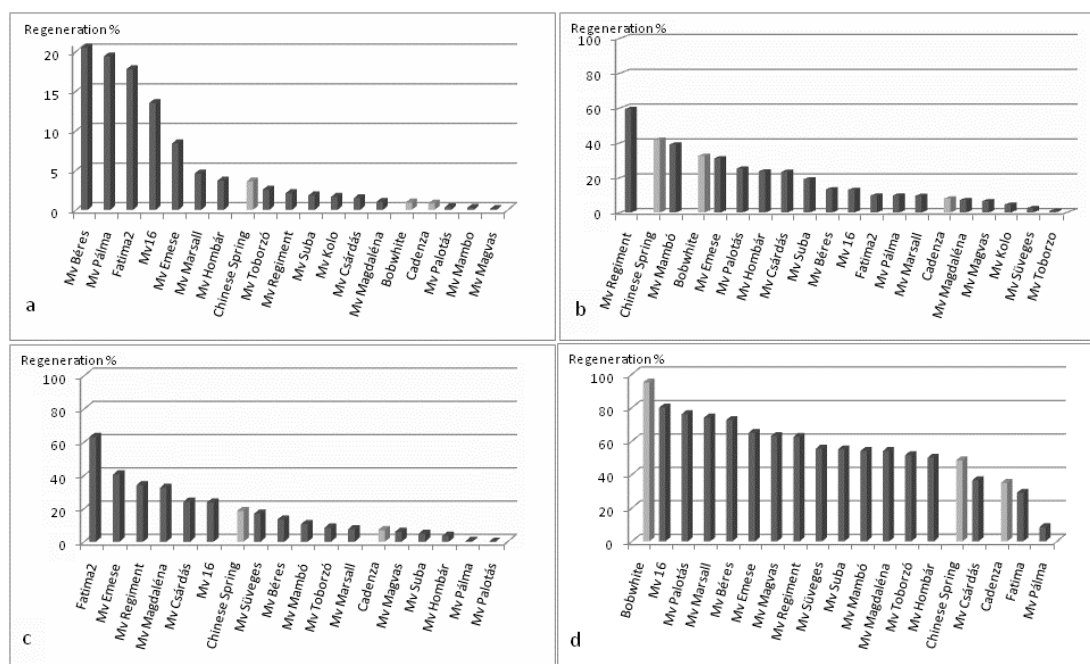 Regeneration %
20
15
10
5
0
Mv Béres
Mv Pálma
Fatima2
Mv16
Mv Emese
Mv Marsall
Mv Hombár
Chinese Spring
Mv Toborzó
Mv Regiment
Mv Suba
Mv Kolo
Mv Csárdás
Mv Magdaléna
Bobwhite
Cadenza
Mv Palotás
Mv Mambo
Mv Magvas
a
Regeneration %
100
80
60
40
20
0
Mv Regiment
Chinese Spring
Mv Mambó
Bobwhite
Mv Emese
Mv Palotás
Mv Hombár
Mv Csárdás
Mv Suba
Mv Béres
Mv 16
Fatima2
Mv Pálma
Mv Marsall
Cadenza
Mv Magdaléna
Mv Magvas
Mv Kolo
Mv Süveges
Mv Toborzo
b
Regeneration %
100
80
60
40
20
0
Fatima2
Mv Emese
Mv Regiment
Mv Magdaléna
Mv Csárdás
Mv 16
Chinese Spring
Mv Süveges
Mv Béres
Mv Mambó
Mv Toborzó
Mv Marsall
Cadenza
Mv Magvas
Mv Suba
Mv Hombár
Mv Pálma
Mv Palotás
c
Regeneration %
100
80
60
40
20
0
Bobwhite
Mv 16
Mv Palotás
Mv Marsall
Mv Béres
Mv Emese
Mv Magvas
Mv Regiment
Mv Süveges
Mv Suba
Mv Mambó
Mv Magdaléna
Mv Toborzó
Mv Hombár
Chinese Spring
Mv Csárdás
Cadenza
Fatima
Mv Pálma
d